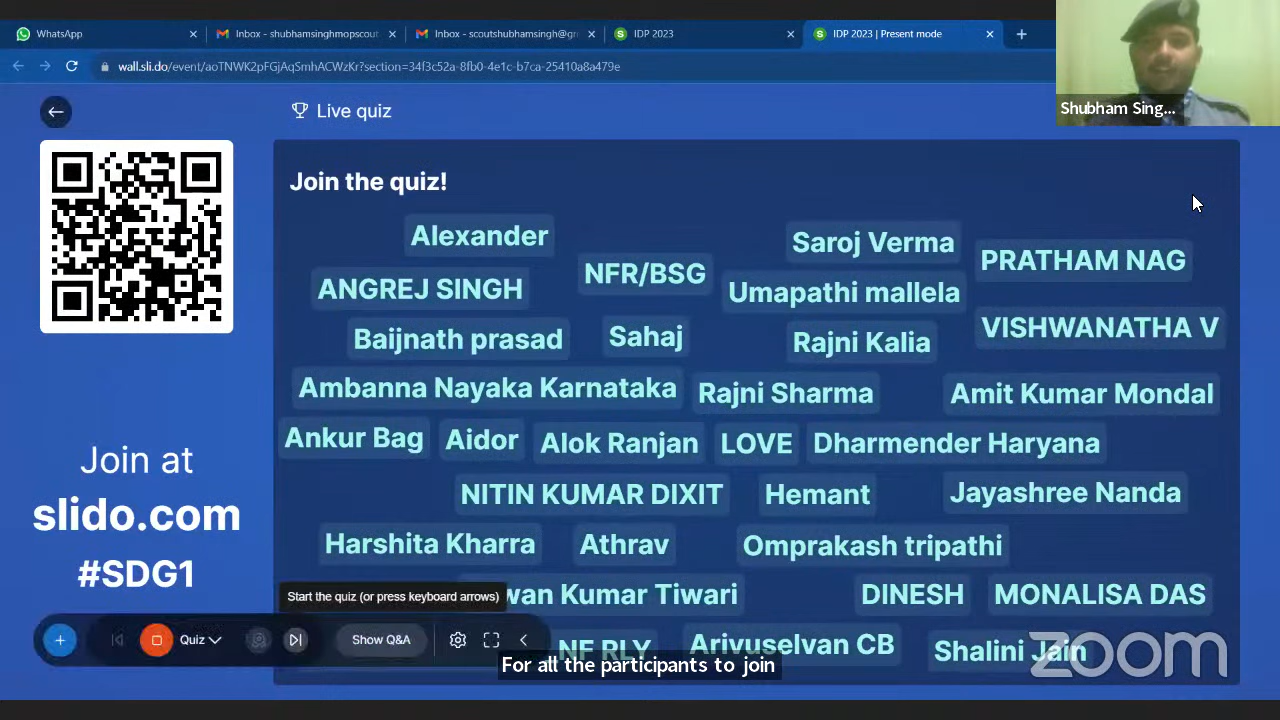 WhatsApp
Inbox - shubhamsinghmopscout
Inbox - scoutshubhamsingh@gr
IDP 2023
IDP 2023 | Present mode
wall.sli.do/event/aoTNWK2pFGjAqSmhACWzKr?section=34f3c52a-8fb0-4e1c-b7ca-25410a8a479e
Shubham Sing...
Live quiz
Join the quiz!
Alexander
Saroj Verma
PRATHAM NAG
ANGREJ SINGH
NFR/BSG
Umapathi mallela
VISHWANATHA V
Baijnath prasad
Sahaj
Rajni Kalia
Ambanna Nayaka Karnataka
Rajni Sharma
Amit Kumar Mondal
Ankur Bag
Aidor
Alok Ranjan
LOVE
Dharmender Haryana
NITIN KUMAR DIXIT
Hemant
Jayashree Nanda
Harshita Kharra
Athrav
Omprakash tripathi
Kumar Tiwari
DINESH
MONALISA DAS
NF RLY
Arivuselvan CB
Shalini Jain
Join at
slido.com
#SDG1
Start the quiz (or press keyboard arrows)
Quiz
Show Q&A
For all the participants to join
zoom